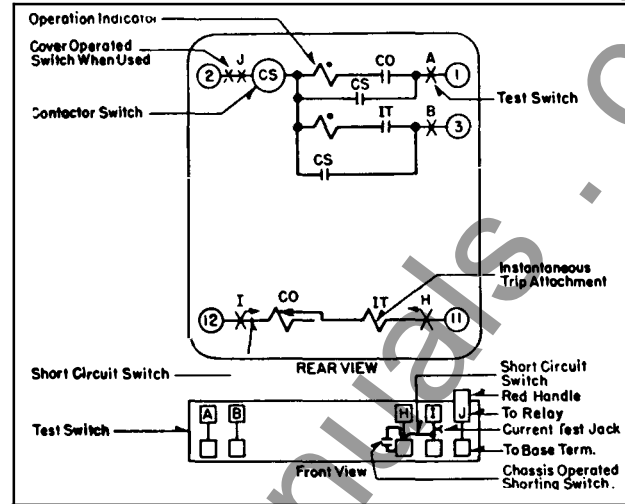 Operation Indicator
Cover Operated
Switch When Used
J
CO
A
2
CS
1
CS
Contactor Switch
Test Switch
IT
B
3
CS
Instantaneous
Trip Attachment
I
CO
IT
H
12
11
REAR VIEW
Short Circuit Switch
Short Circuit
Switch
Red Handle
A
B
H
I
J
To Relay
Test Switch
Current Test Jack
To Base Term.
Front View
Chassis Operated
Shorting Switch.